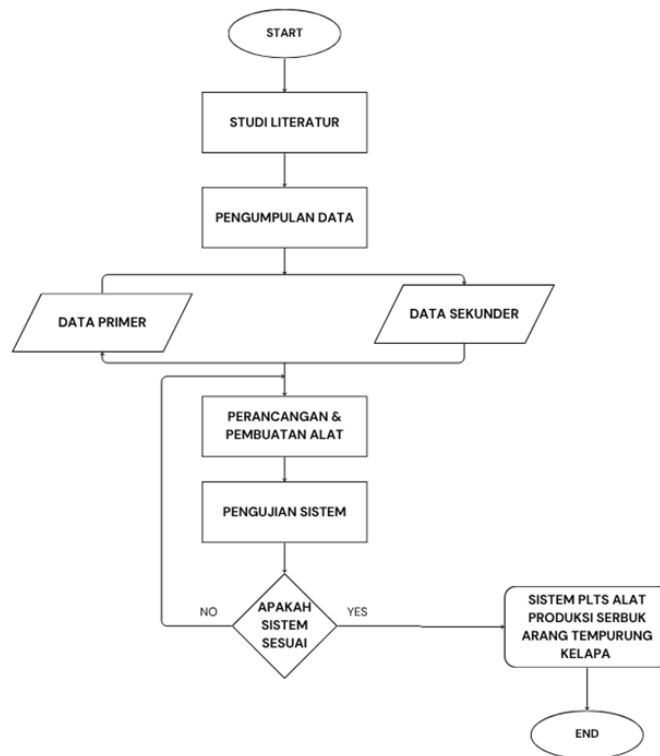 START
STUDI LITERATUR
PENGUMPULAN DATA
DATA PRIMER
DATA SEKUNDER
PERANCANGAN &
PEMBUATAN ALAT
PENGUJIAN SISTEM
NO
APAKAH
SISTEM
SESUAI
YES
SISTEM PLTS ALAT
PRODUKSI SERBUK
ARANG TEMPURUNG
KELAPA
END